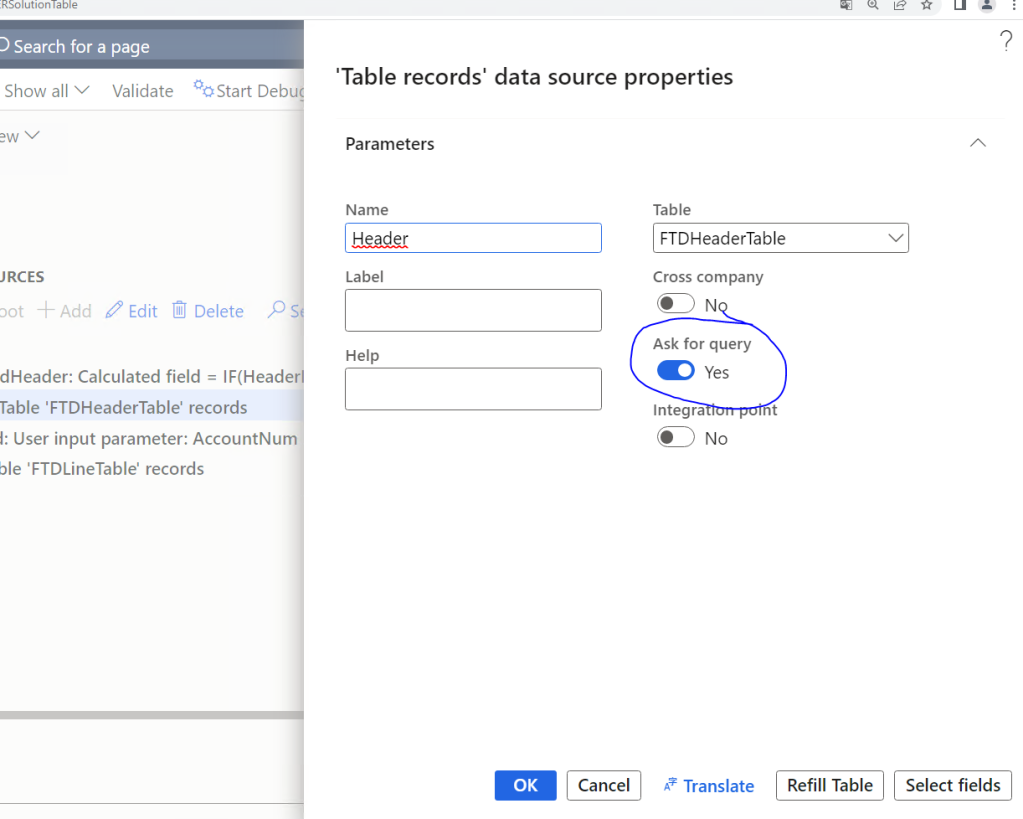 RSolutionTable
Search for a page
Show all
Validate
Start Debug
ew
?
'Table records' data source properties
Parameters
Name
Header
Table
FTDHeaderTable
Label
Cross company
No
Help
Ask for query
Yes
Integration point
No
URCES
oot
Add
Edit
Delete
Se
dHeader: Calculated field = IF(Header
Table 'FTDHeaderTable' records
d: User input parameter: AccountNum
ble 'FTDLineTable' records
OK
Cancel
Translate
Refill Table
Select fields